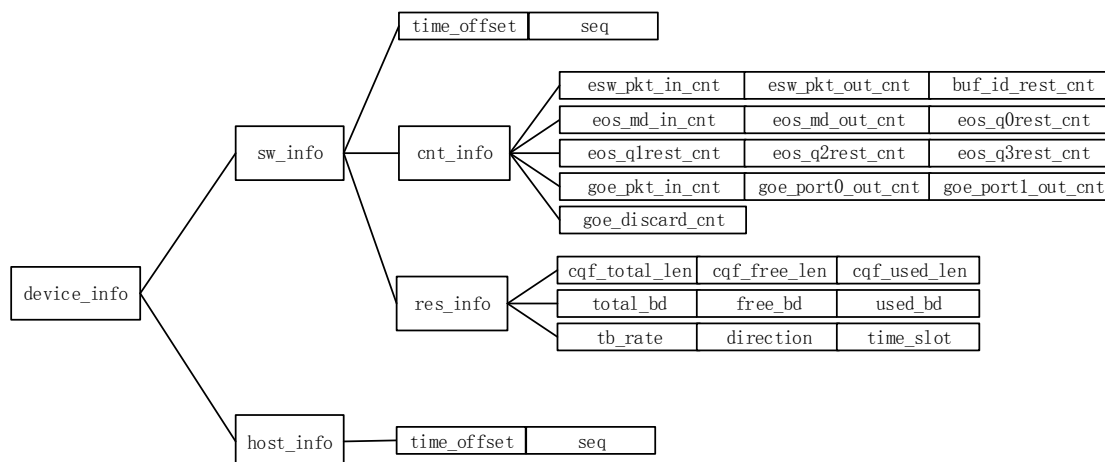 time_offset seq
esw_pkt_in_cnt esw_pkt_out_cnt buf_id_rest_cnt
eos_md_in_cnt eos_md_out_cnt eos_q0rest_cnt
sw_info cnt_info eos_q1rest_cnt eos_q2rest_cnt eos_q3rest_cnt
goe_pkt_in_cnt goe_port0_out_cnt goe_port1_out_cnt
goe_discard_cnt
cqf_total_len cqf_free_len cqf_used_len
device_info res_info total_bd free_bd used_bd
tb_rate direction time_slot
host_info time_offset seq